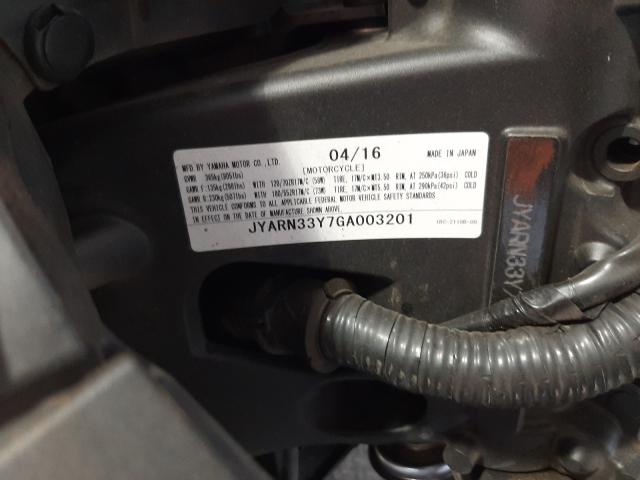 04/16
MFD BY YAMAHA MOTOR CO.,LTD. MADE IN JAPAN
[MOTORCYCLE]
GVWR 365kg(805lbs)
GAWR F:135kg(298lbs) WITH 120/70ZR17M/C (58W) TIRE, 17M/C×MT3.50 RIM, AT 250kPa(36psi) COLD
GAWR R:230kg(507lbs) WITH 180/55ZR17M/C (73W) TIRE, 17M/C×MT5.50 RIM, AT 290kPa(42psi) COLD
THIS VEHICLE CONFORMS TO ALL APPLICABLE FEDERAL MOTOR VEHICLE SAFETY STANDARDS
IN EFFECT ON THE DATE OF MANUFACTURE SHOWN ABOVE.
JYARN33Y7GA003201
JYARN33Y